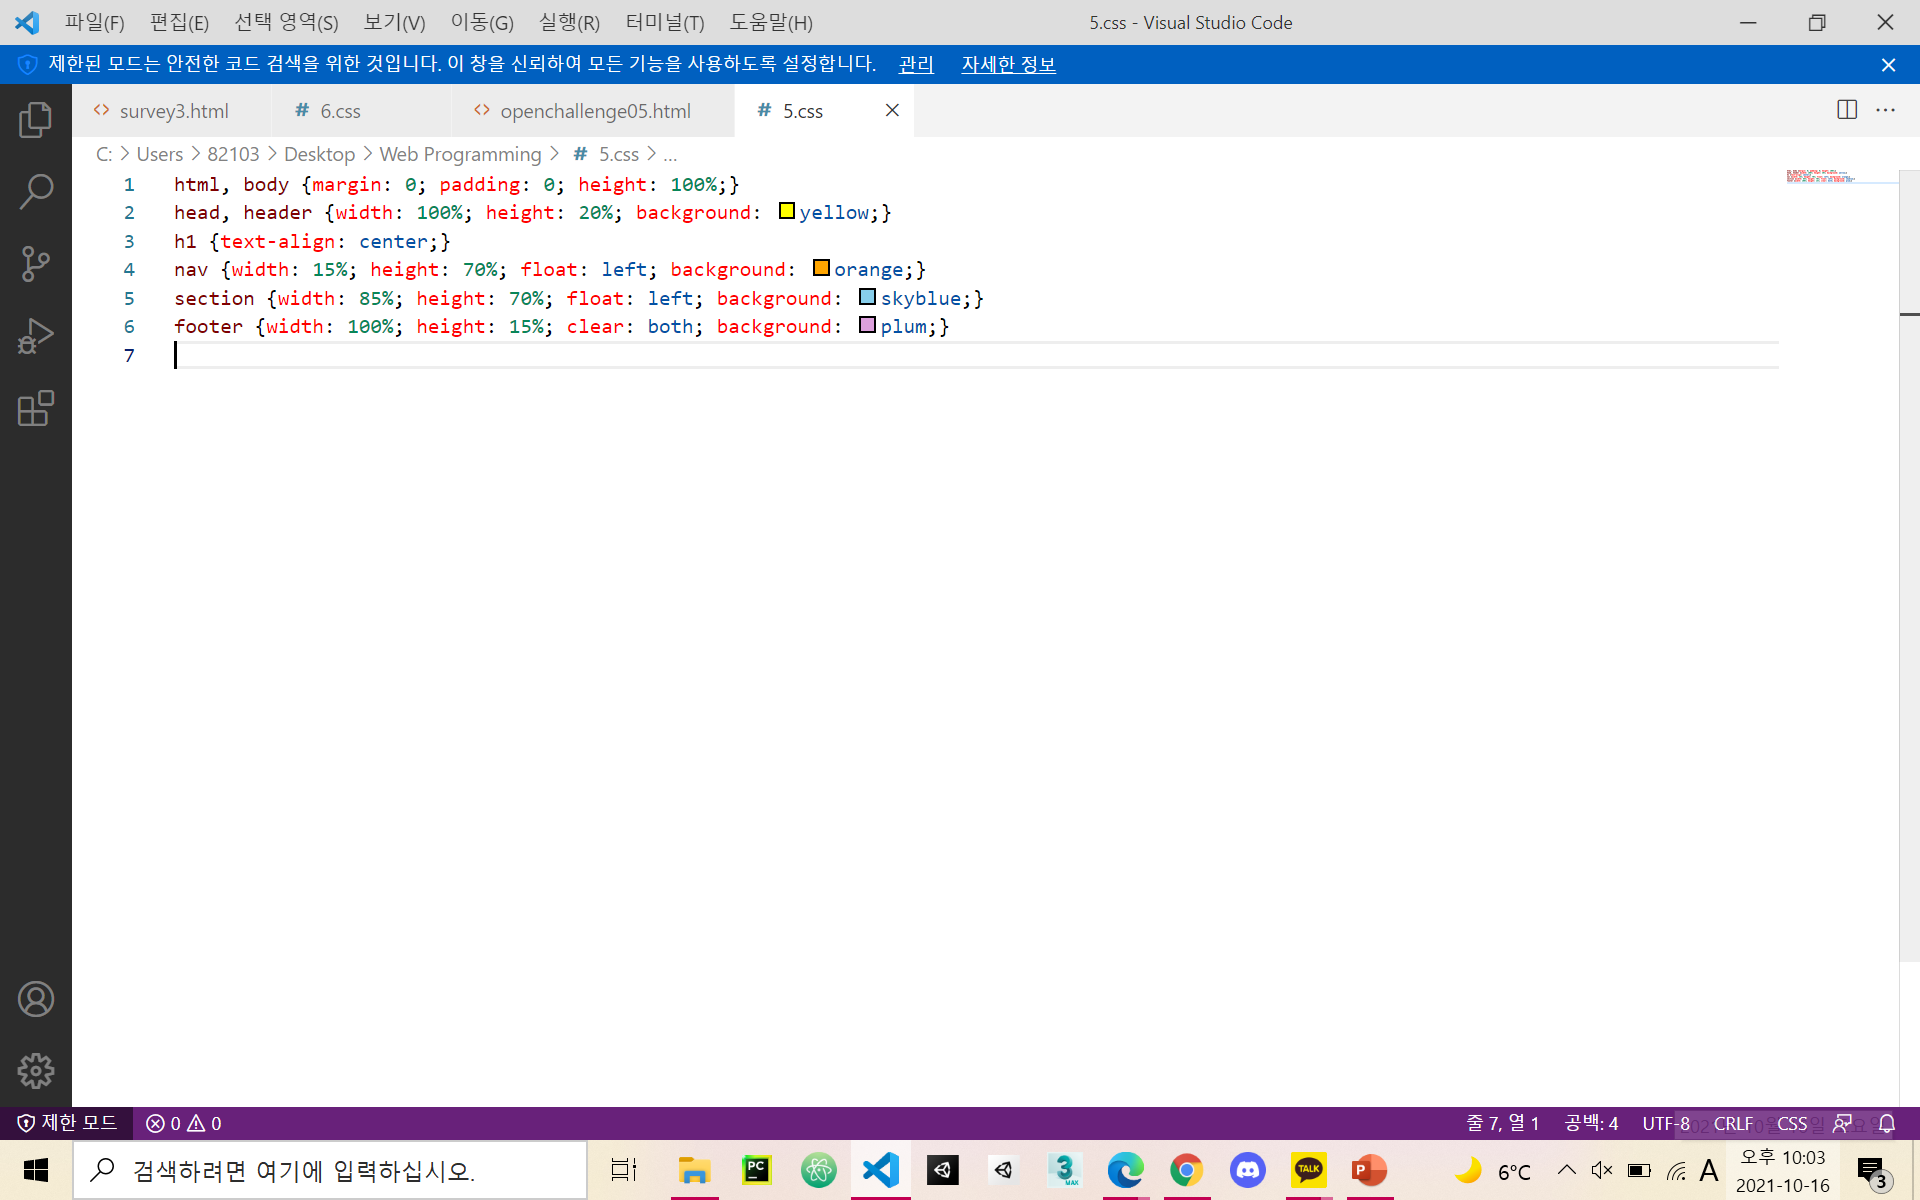 파일(F) 편집(E) 선택 영역(S) 보기(V) 이동(G) 실행(R) 터미널(T) 도움말(H) 5.css - Visual Studio Code
제한된 모드는 안전한 코드 검색을 위한 것입니다. 이 창을 신뢰하여 모든 기능을 사용하도록 설정합니다. 관리 자세한 정보
<> survey3.html # 6.css <> openchallenge05.html # 5.css
C: > Users > 82103 > Desktop > Web Programming > # 5.css > ...
1 html, body {margin: 0; padding: 0; height: 100%;}
2 head, header {width: 100%; height: 20%; background: yellow;}
3 h1 {text-align: center;}
4 nav {width: 15%; height: 70%; float: left; background: orange;}
5 section {width: 85%; height: 70%; float: left; background: skyblue;}
6 footer {width: 100%; height: 15%; clear: both; background: plum;}
7
제한 모드 0 0 줄 7, 열 1 공백: 4 UTF-8 CRLF CSS
검색하려면 여기에 입력하십시오. PC 3 MAX TALK P 6°C A 오후 10:03
2021-10-16 3